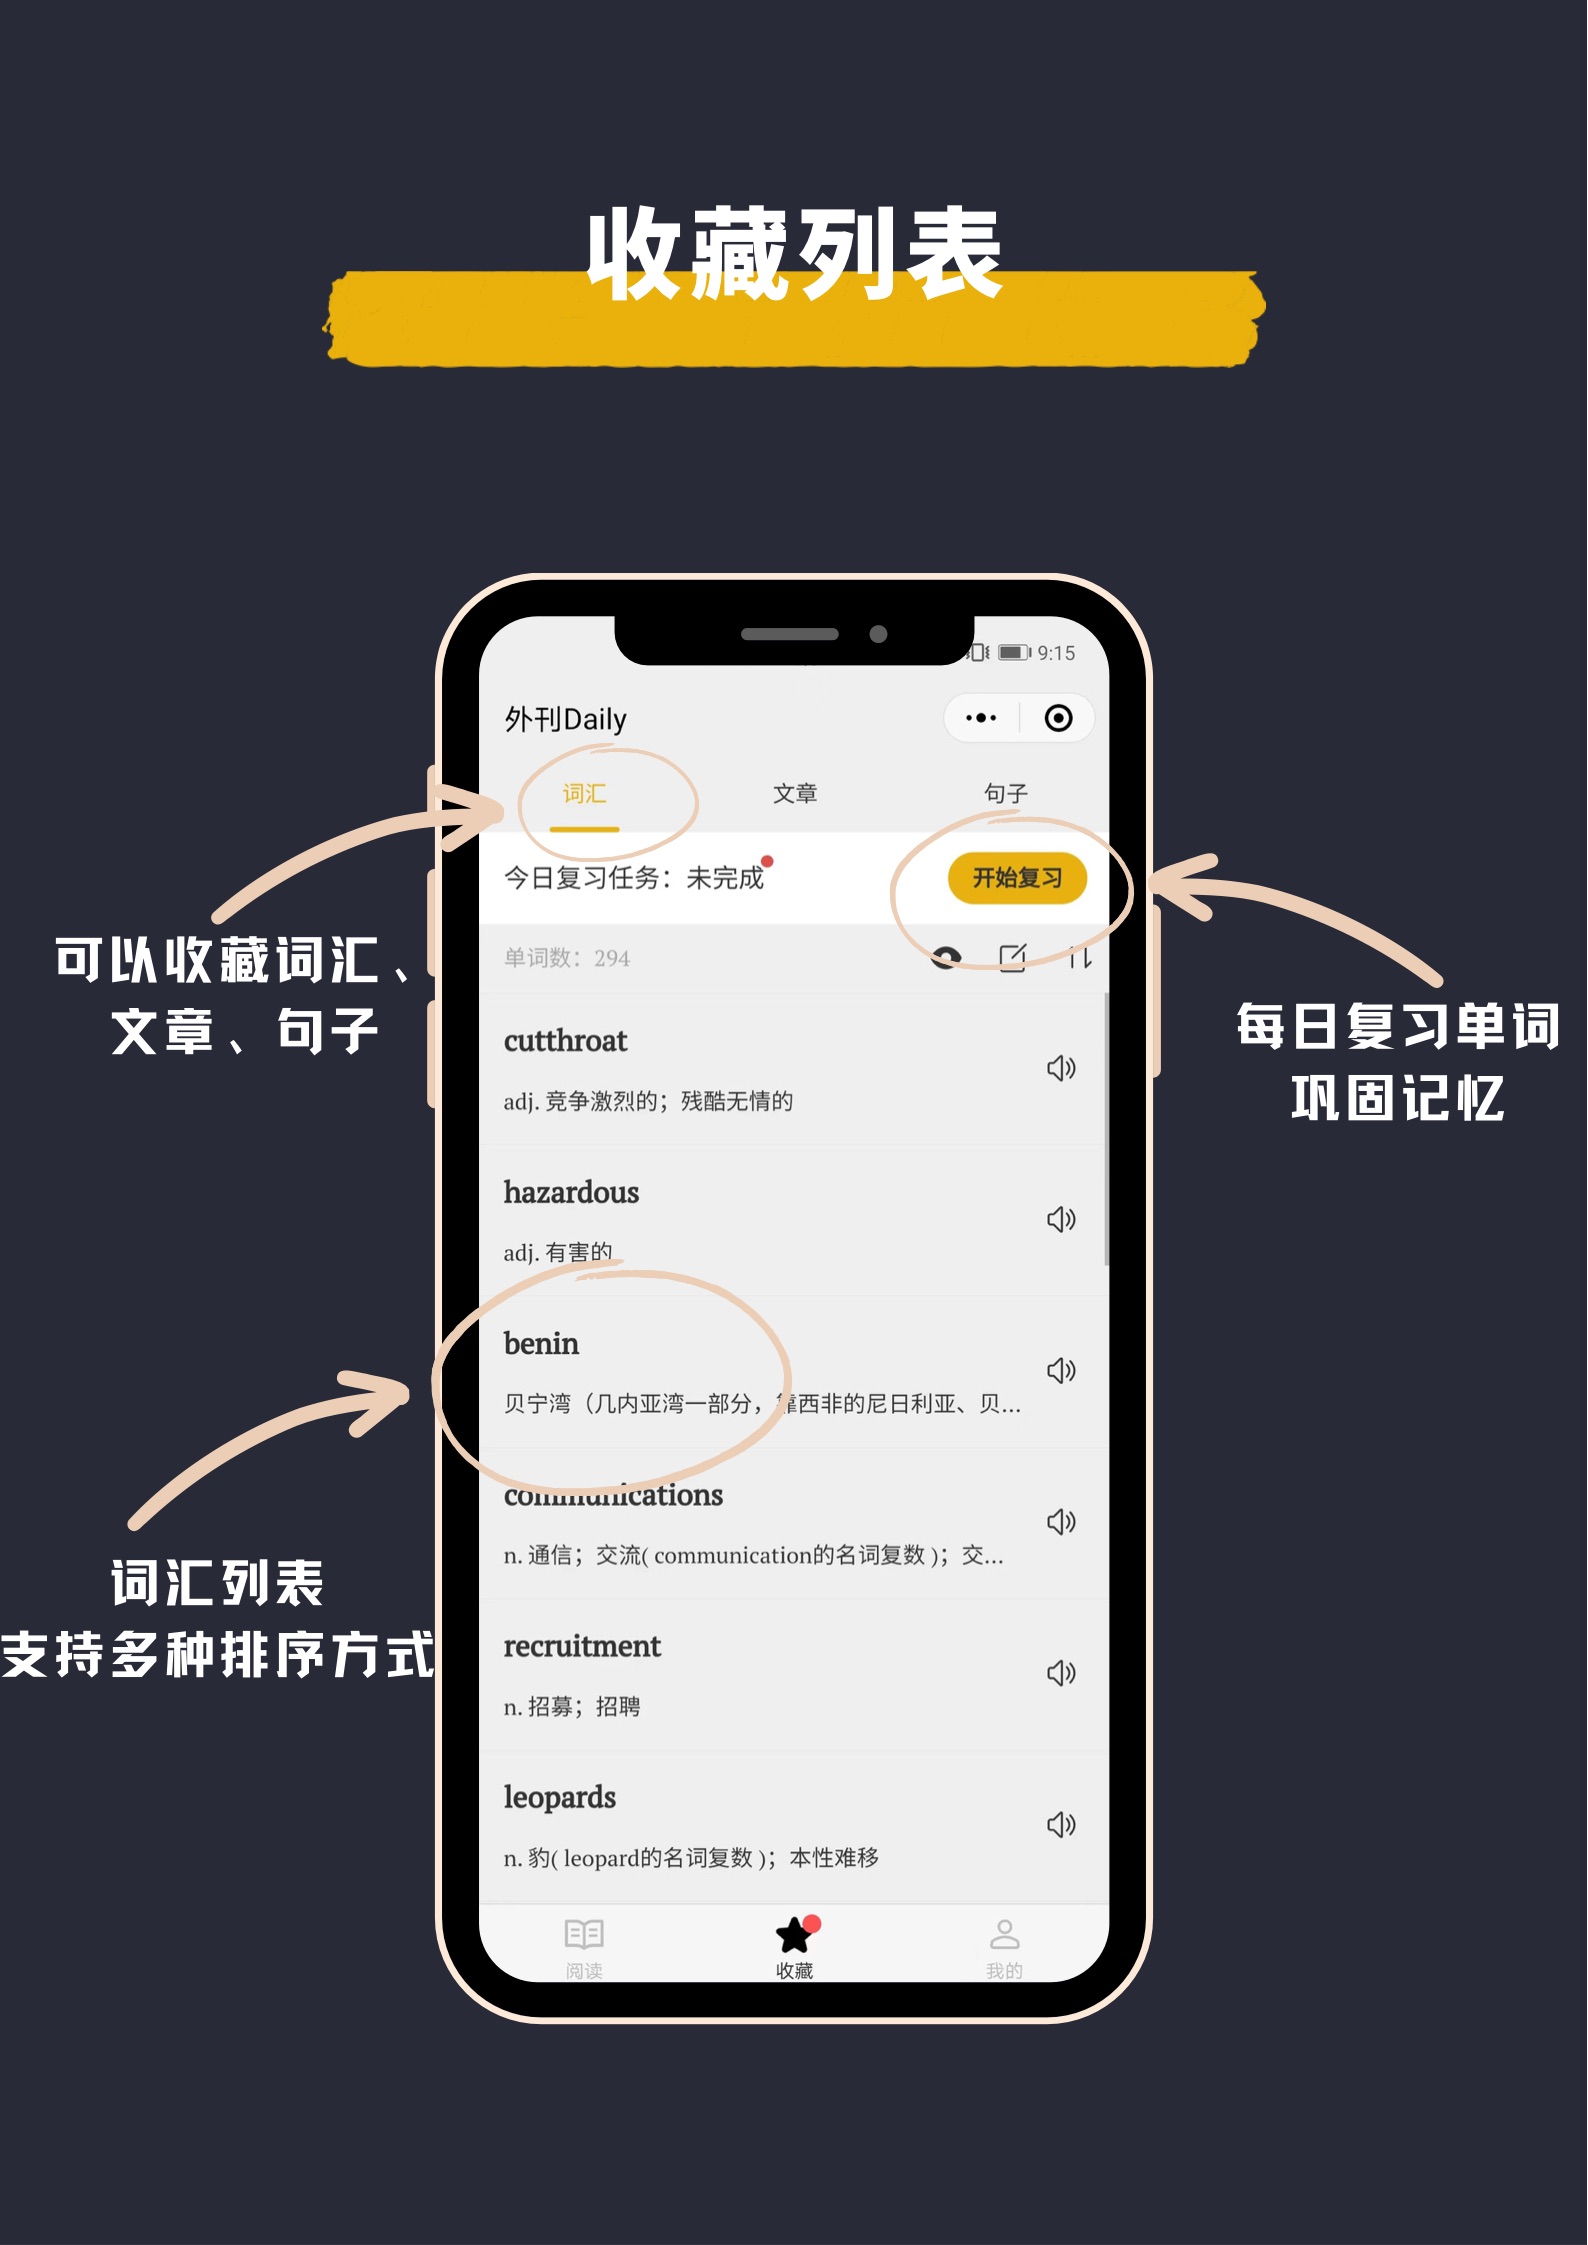 收藏列表
9:15
外刊Daily
词汇
文章
句子
今日复习任务：未完成
开始复习
单词数：294
可以收藏词汇、
文章、句子
每日复习单词
巩固记忆
cutthroat
adj. 竞争激烈的；残酷无情的
hazardous
adj. 有害的
benin
贝宁湾（几内亚湾一部分，靠西非的尼日利亚、贝...
communications
n. 通信；交流( communication的名词复数 )；交...
词汇列表
支持多种排序方式
recruitment
n. 招募；招聘
leopards
n. 豹( leopard的名词复数 )；本性难移
阅读
收藏
我的